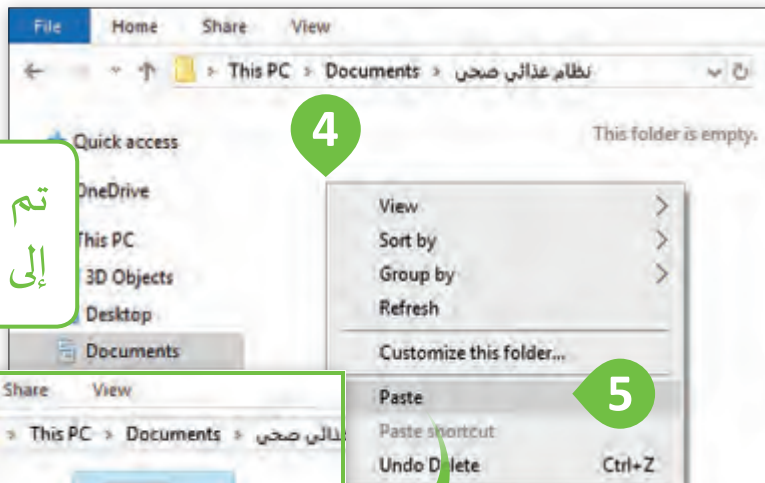 File Home Share View
This PC > Documents > نظام غذائي صحي
4
This folder is empty.
Quick access
OneDrive
This PC
3D Objects
Desktop
Documents
تم
إلى
View
Sort by
Group by
Refresh
Customize this folder...
Paste
5
Paste shortcut
Undo Delete Ctrl+Z
Share View
> This PC > Documents > غذائي صحي